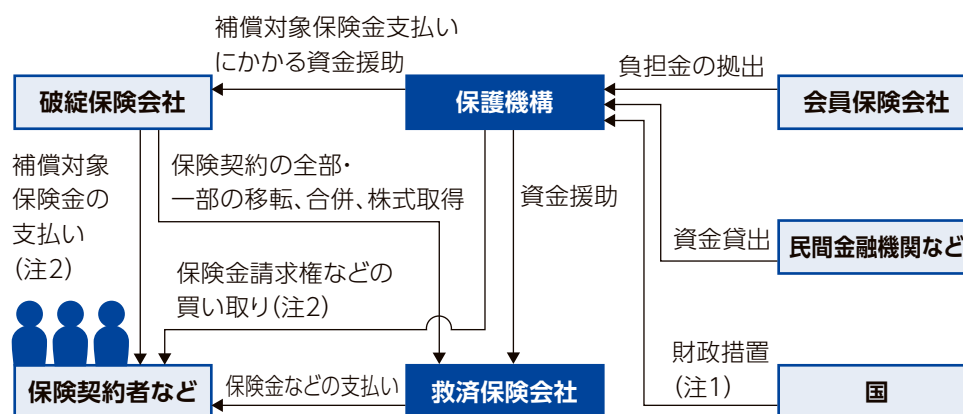 補償対象保険金支払い
にかかる資金援助
負担金の拠出
破綻保険会社
保護機構
会員保険会社
補償対象
保険金の
支払い
(注2)
保険契約の全部・
一部の移転、合併、株式取得
資金援助
資金貸出
民間金融機関など
保険金請求権などの
買い取り(注2)
財政措置
(注1)
保険契約者など
保険金などの支払い
救済保険会社
国